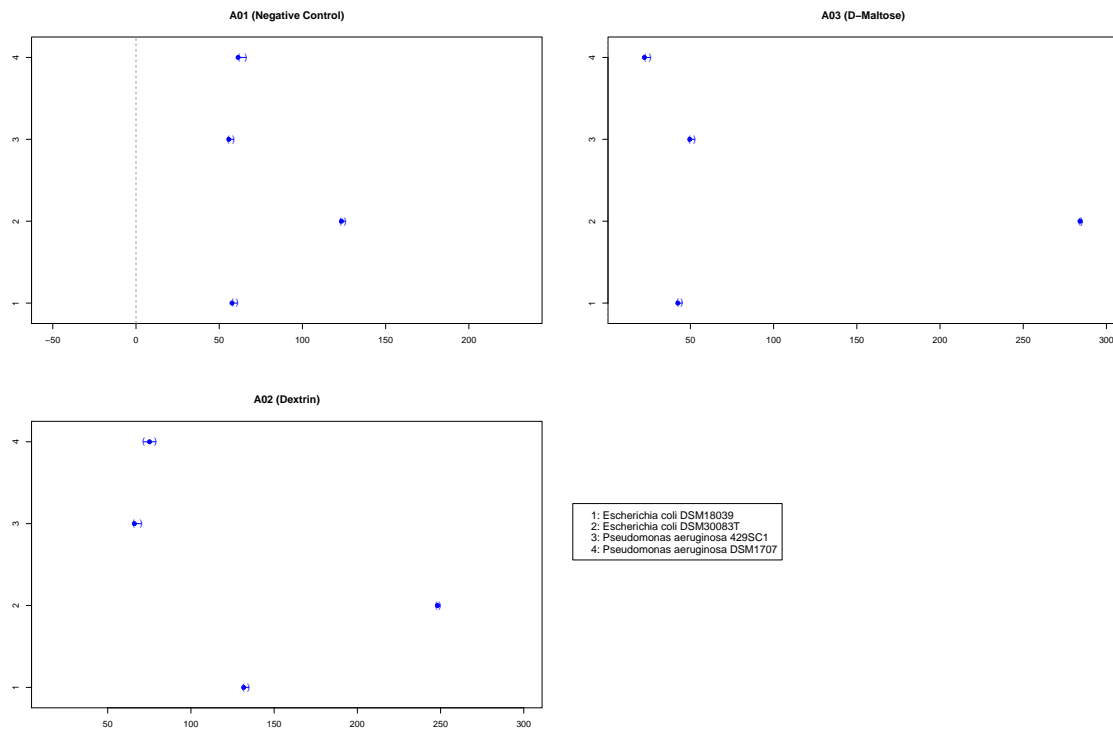 A01 (Negative Control)
4
3
2
1
−50 0 50 100 150 200
A03 (D−Maltose)
4
3
2
1
50 100 150 200 250 300
A02 (Dextrin)
4
3
2
1
50 100 150 200 250 300
1: Escherichia coli DSM18039
2: Escherichia coli DSM30083T
3: Pseudomonas aeruginosa 429SC1
4: Pseudomonas aeruginosa DSM1707